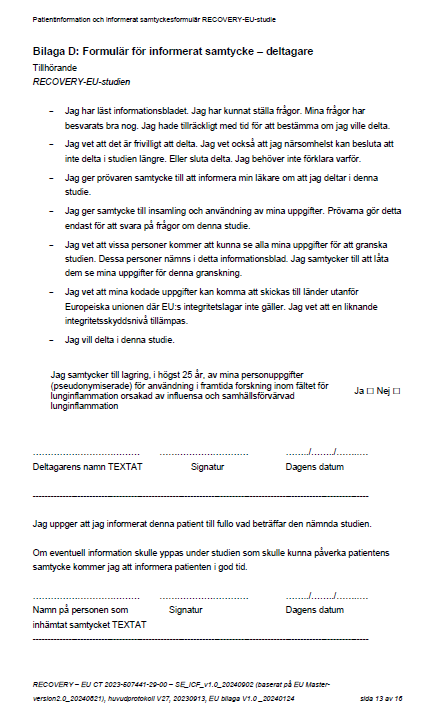 Patientinformation och informerat samtyckesformulär RECOVERY-EU-studie
Bilaga D: Formulär för informerat samtycke – deltagare
Tillhörande
RECOVERY-EU-studien
– Jag har läst informationsbladet. Jag har kunnat ställa frågor. Mina frågor har
besvarats bra nog. Jag hade tillräckligt med tid för att bestämma om jag ville delta.
– Jag vet att det är frivilligt att delta. Jag vet också att jag närsomhelst kan besluta att
inte delta i studien längre. Eller sluta delta. Jag behöver inte förklara varför.
– Jag ger prövaren samtycke till att informera min läkare om att jag deltar i denna
studie.
– Jag ger samtycke till insamling och användning av mina uppgifter. Prövarna gör detta
endast för att svara på frågor om denna studie.
– Jag vet att vissa personer kommer att kunna se alla mina uppgifter för att granska
studien. Dessa personer nämns i detta informationsblad. Jag samtycker till att låta
dem se mina uppgifter för denna granskning.
– Jag vet att mina kodade uppgifter kan komma att skickas till länder utanför
Europeiska unionen där EU:s integritetslagar inte gäller. Jag vet att en liknande
integritetsskyddsnivå tillämpas.
– Jag vill delta i denna studie.
Jag samtycker till lagring, i högst 25 år, av mina personuppgifter
(pseudonymiserade) för användning i framtida forskning inom fältet för
lunginflammation orsakad av influensa och samhällsförvärvad
lunginflammation
Ja ☐ Nej ☐
…………………………… ………………………… ……../……../………..
Deltagarens namn TEXTAT Signatur Dagens datum
--------------------------------------------------------------------------------
Jag uppger att jag informerat denna patient till fullo vad beträffar den nämnda studien.
Om eventuell information skulle yppas under studien som skulle kunna påverka patientens
samtycke kommer jag att informera patienten i god tid.
…………………………… ………………………… ……../……../………..
Namn på personen som Signatur Dagens datum
inhämtat samtycket TEXTAT
--------------------------------------------------------------------------------
RECOVERY – EU CT 2023-507441-29-00 – SE_ICF_v1.0_20240902 (baserat på EU Master-
version2.0_20240621), huvudprotokoll V27, 20230913, EU bilaga V1.0 _20240124 sida 13 av 16